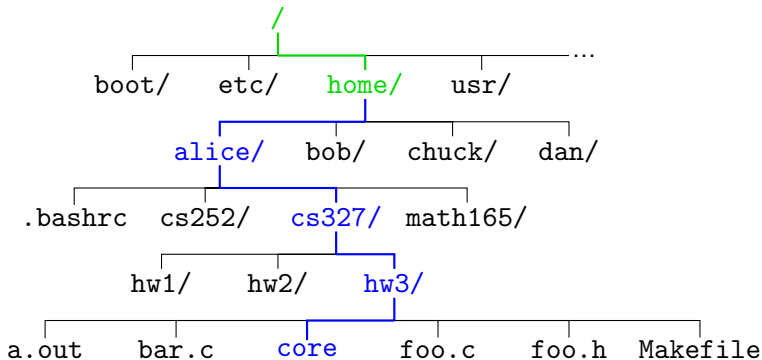 /
boot/ etc/ home/ usr/ ...
alice/ bob/ chuck/ dan/
.bashrc cs252/ cs327/ math165/
hw1/ hw2/ hw3/
a.out bar.c core foo.c foo.h Makefile